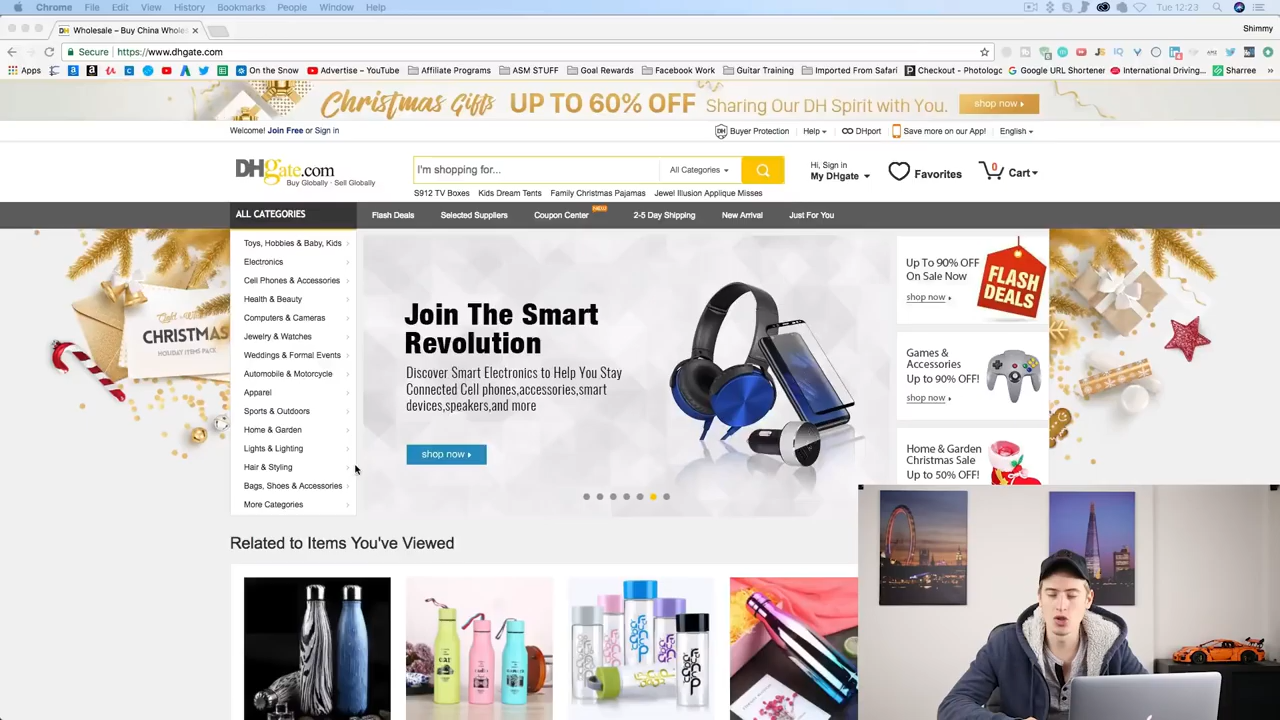 Chrome File Edit View History Bookmarks People Window Help Tue 12:23
DH Wholesale – Buy China Whole
Shimmy
Secure https://www.dhgate.com
Apps On the Snow Advertise – YouTube Affiliate Programs ASM STUFF Goal Rewards Facebook Work Guitar Training Imported From Safari Checkout - Photolog Google URL Shortener International Driving... Sharree »
Christmas Gifts UP TO 60% OFF Sharing Our DH Spirit with You. shop now
Welcome! Join Free or Sign in
Buyer Protection Help DHport Save more on our App! English
DHgate.com
Buy Globally · Sell Globally
I'm shopping for... All Categories
Hi, Sign in
My DHgate
Favorites
0
Cart
S912 TV Boxes Kids Dream Tents Family Christmas Pajamas Jewel Illusion Applique Misses
ALL CATEGORIES Flash Deals Selected Suppliers Coupon Center 2-5 Day Shipping New Arrival Just For You
Toys, Hobbies & Baby, Kids
Electronics
Cell Phones & Accessories
Health & Beauty
Computers & Cameras
Jewelry & Watches
Weddings & Formal Events
Automobile & Motorcycle
Apparel
Sports & Outdoors
Home & Garden
Lights & Lighting
Hair & Styling
Bags, Shoes & Accessories
More Categories
CHRISTMAS
HOLIDAY ITEMS PACK
Join The Smart
Revolution
Discover Smart Electronics to Help You Stay
Connected Cell phones,accessories,smart
devices,speakers,and more
shop now
Up To 90% OFF
On Sale Now
shop now
FLASH
DEALS
Games &
Accessories
Up to 90% OFF!
shop now
Home & Garden
Christmas Sale
Up to 50% OFF!
Related to Items You've Viewed